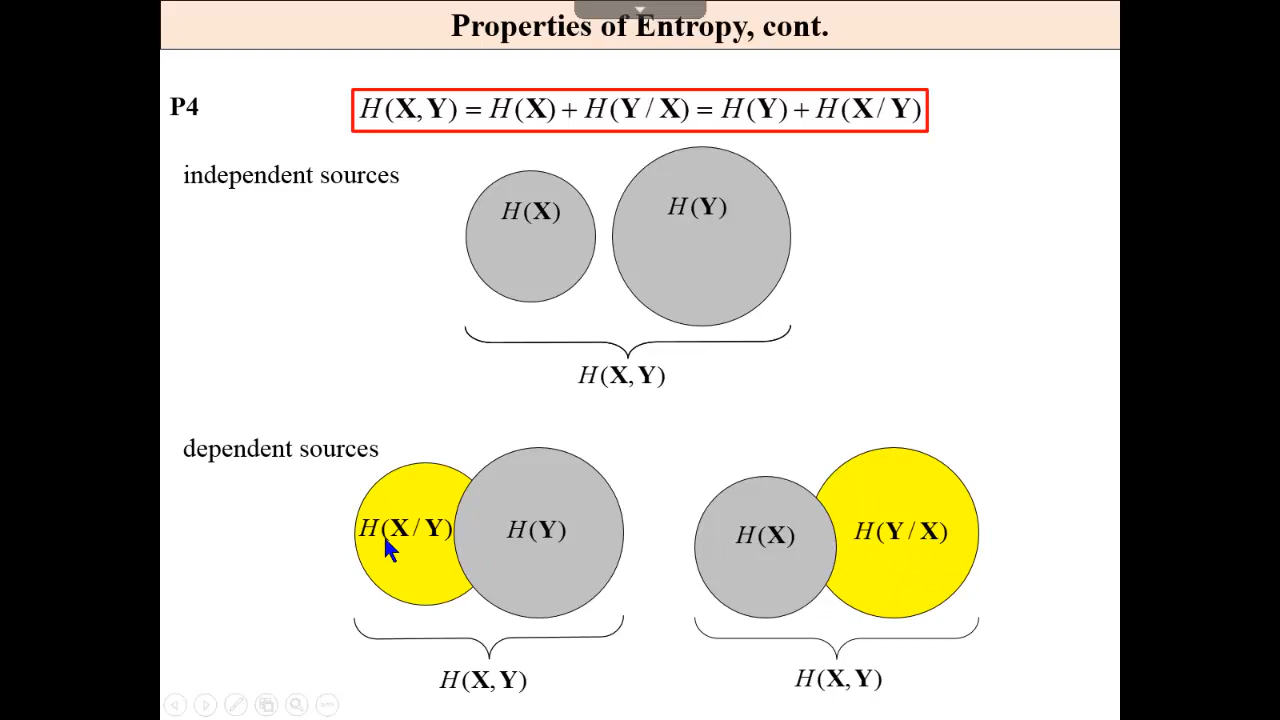 Properties of Entropy, cont.
P4
H(X,Y) = H(X) + H(Y / X) = H(Y) + H(X / Y)
independent sources
H(X)
H(Y)
H(X,Y)
dependent sources
H(X / Y)
H(Y)
H(X)
H(Y / X)
H(X,Y)
H(X,Y)